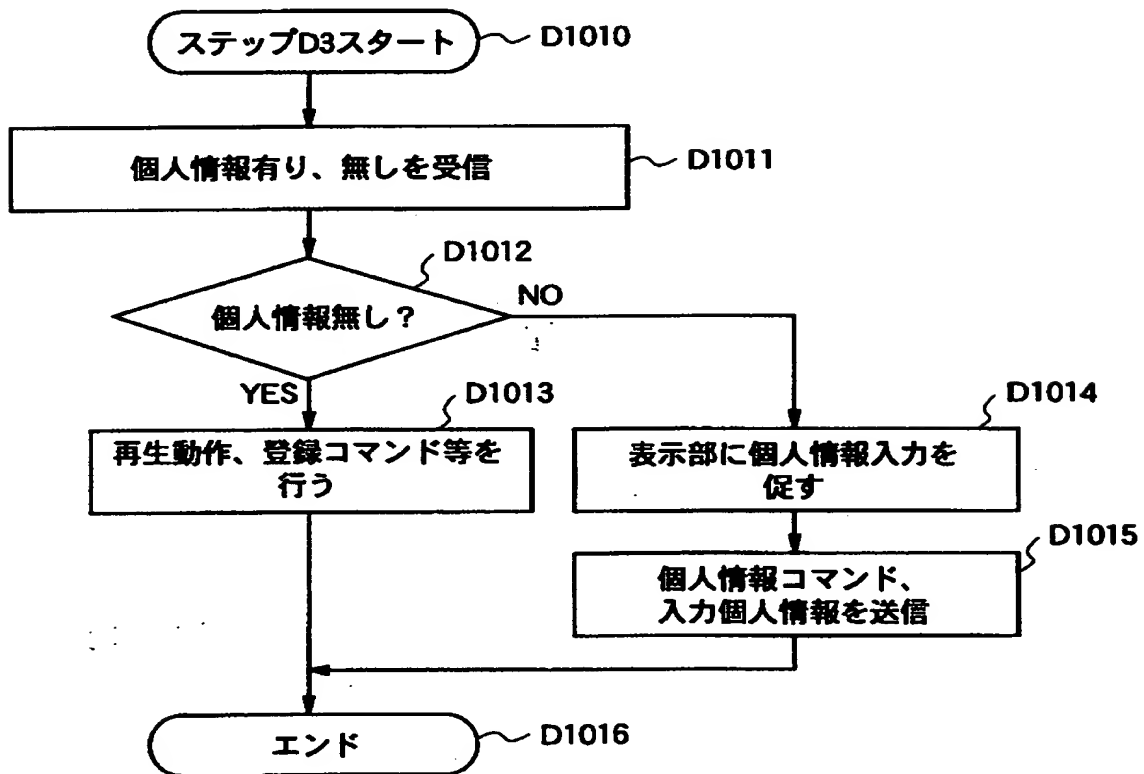 ステップD3スタート
D1010
個人情報有り、無しを受信
D1011
D1012
個人情報無し？
NO
YES
D1013
再生動作、登録コマンド等を
行う
D1014
表示部に個人情報入力を
促す
D1015
個人情報コマンド、
入力個人情報を送信
エンド
D1016